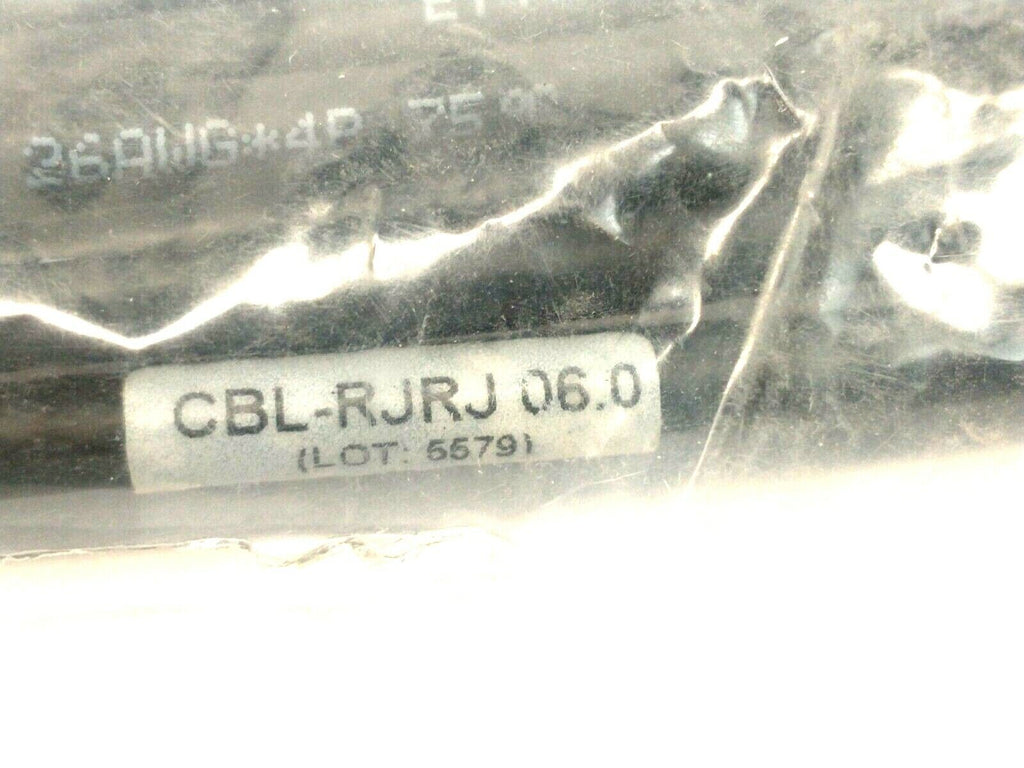 26AWG*4P 75
CBL-RJRJ 06.0
(LOT: 5579)